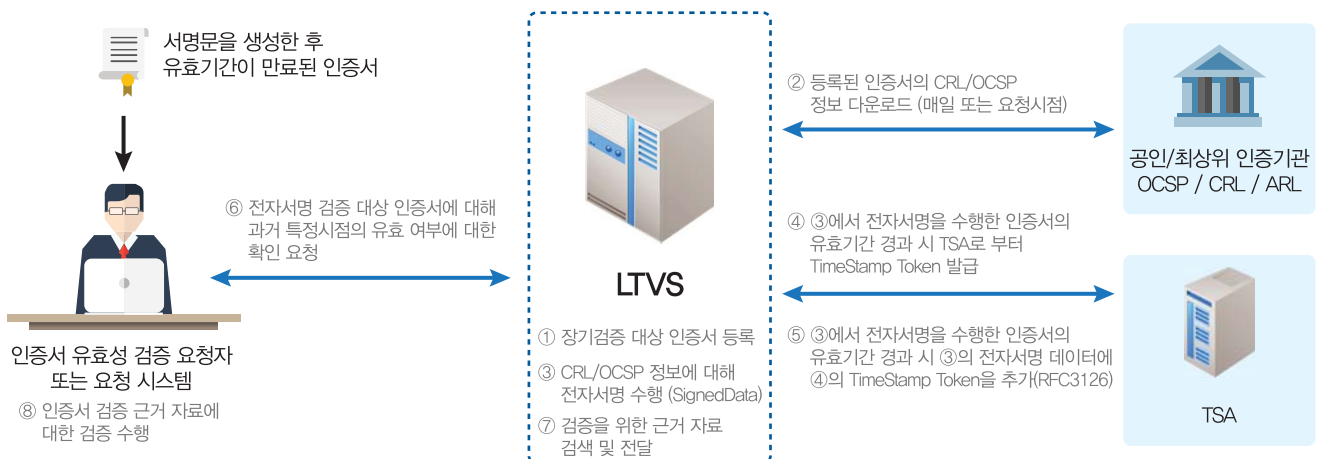 서명문을 생성한 후
유효기간이 만료된 인증서
⑥ 전자서명 검증 대상 인증서에 대해
과거 특정시점의 유효 여부에 대한
확인 요청
인증서 유효성 검증 요청자
또는 요청 시스템
⑧ 인증서 검증 근거 자료에
대한 검증 수행
LTVS
① 장기검증 대상 인증서 등록
③ CRL/OCSP 정보에 대해
전자서명 수행 (SignedData)
⑦ 검증을 위한 근거 자료
검색 및 전달
② 등록된 인증서의 CRL/OCSP
정보 다운로드 (매일 또는 요청시점)
④ ③에서 전자서명을 수행한 인증서의
유효기간 경과 시 TSA로 부터
TimeStamp Token 발급
⑤ ③에서 전자서명을 수행한 인증서의
유효기간 경과 시 ③의 전자서명 데이터에
④의 TimeStamp Token을 추가(RFC3126)
공인/최상위 인증기관
OCSP / CRL / ARL
TSA